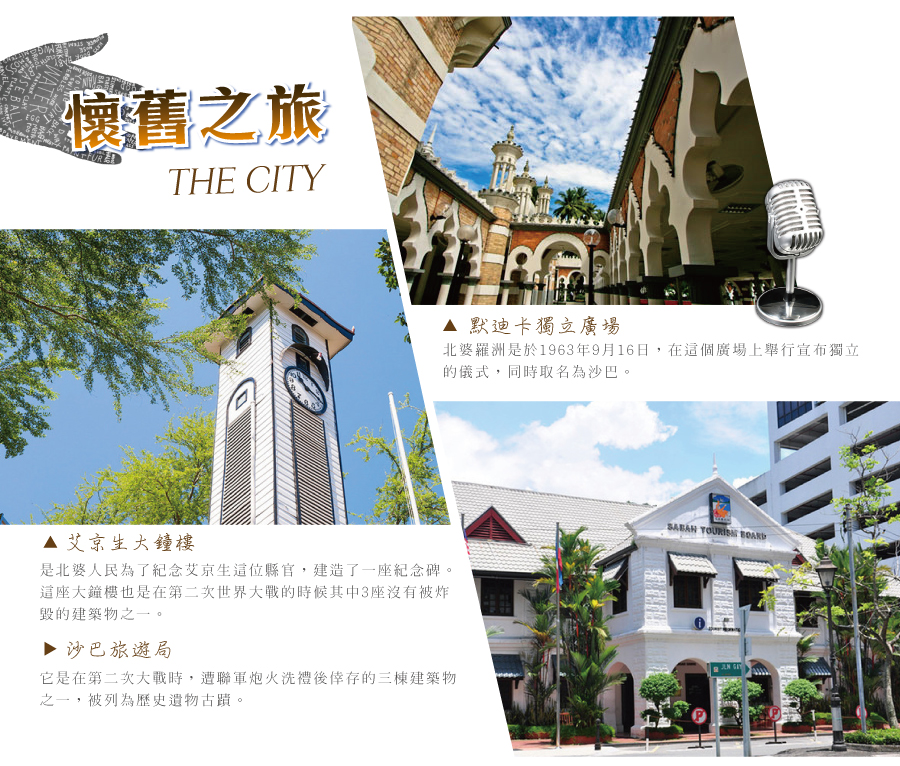 懷舊之旅
THE CITY
▲ 默迪卡獨立廣場
北婆羅洲是於1963年9月16日，在這個廣場上舉行宣布獨立
的儀式，同時取名為沙巴。
▲ 艾京生大鐘樓
是北婆人民為了紀念艾京生這位縣官，建造了一座紀念碑。
這座大鐘樓也是在第二次世界大戰的時候其中3座沒有被炸
毀的建築物之一。
▶ 沙巴旅遊局
它是在第二次大戰時，遭聯軍炮火洗禮後倖存的三棟建築物
之一，被列為歷史遺物古蹟。
SABAH TOURISM BOARD
i
JLN GAYA
P
P